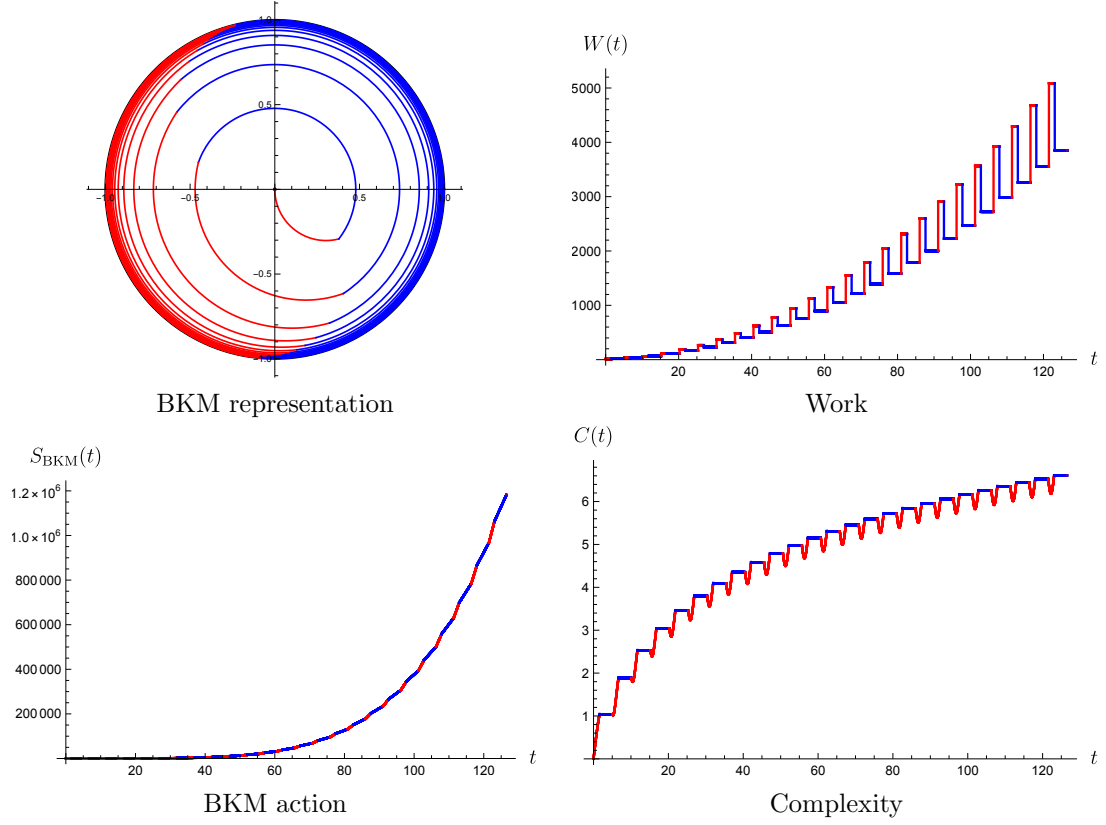 1.0
0.5
-1.0
-0.5
0.5
1.0
-0.5
-1.0
BKM representation
W(t)
5000
4000
3000
2000
1000
20 40 60 80 100 120
t
Work
S_BKM(t)
1.2 × 10^6
1.0 × 10^6
800 000
600 000
400 000
200 000
20 40 60 80 100 120
t
BKM action
C(t)
6
5
4
3
2
1
20 40 60 80 100 120
t
Complexity